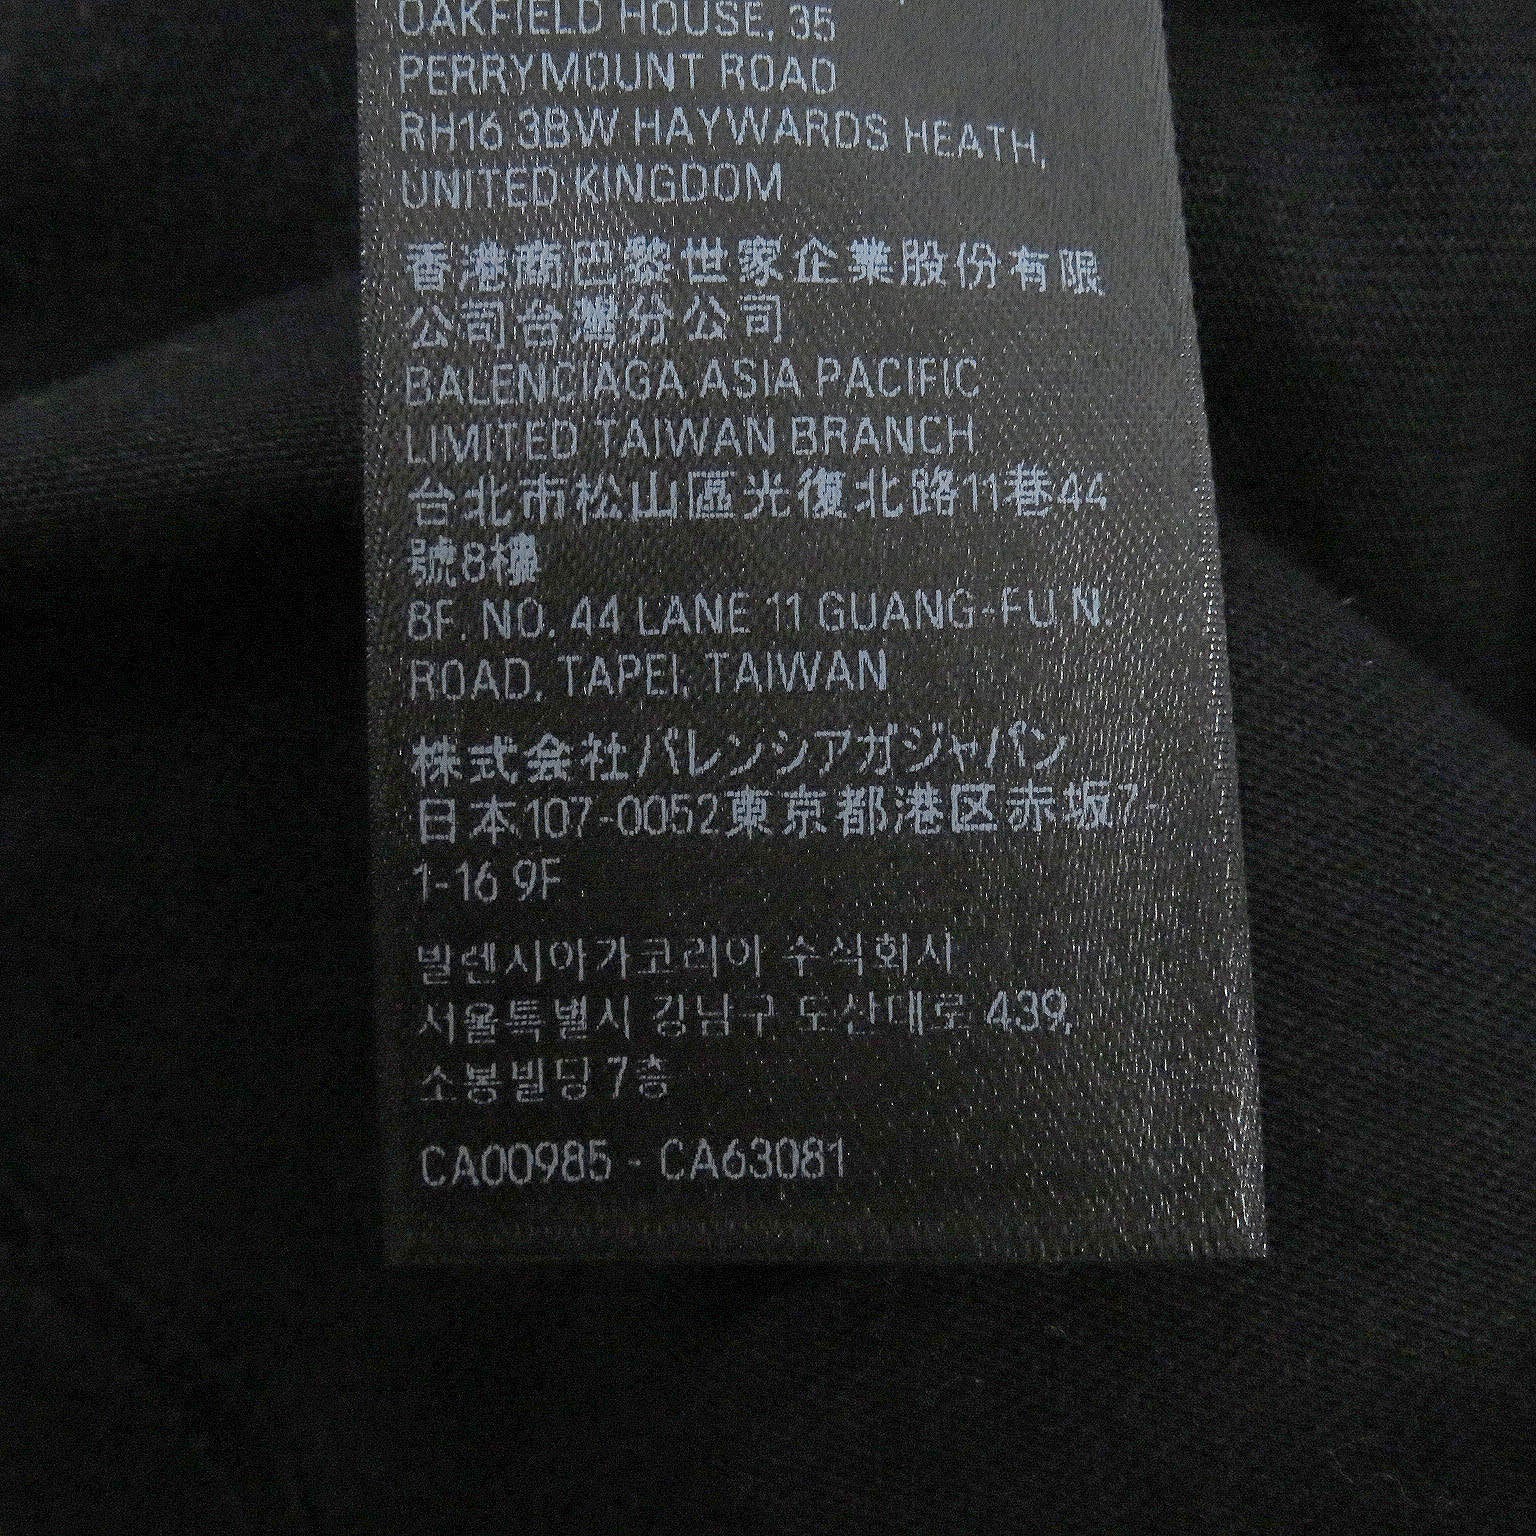 OAKFIELD HOUSE, 35
PERRYMOUNT ROAD
RH16 3BW HAYWARDS HEATH,
UNITED KINGDOM
香港商巴黎世家企業股份有限
公司台灣分公司
BALENCIAGA ASIA PACIFIC
LIMITED TAIWAN BRANCH
台北市松山區光復北路11巷44
號8樓
8F. NO. 44 LANE 11 GUANG-FU N.
ROAD, TAPEI, TAIWAN
株式会社バレンシアガジャパン
日本107-0052東京都港区赤坂7-
1-16 9F
발렌시아가코리아 주식회사
서울특별시 강남구 도산대로 439,
소봉빌딩 7층
CA00985 - CA63081